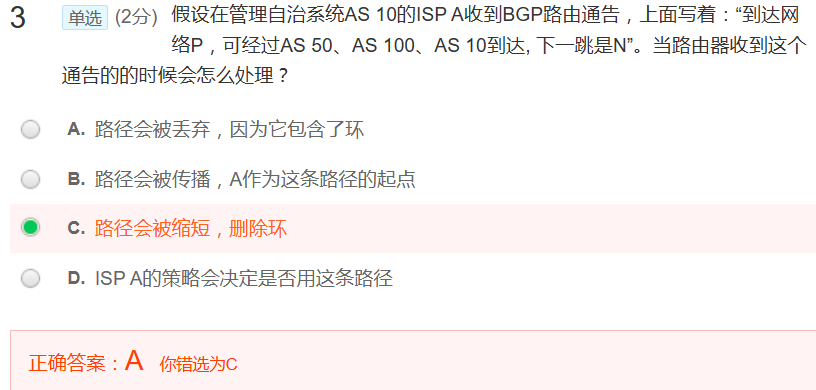 3 单选 (2分) 假设在管理自治系统AS 10的ISP A收到BGP路由通告，上面写着：“到达网
络P，可经过AS 50、AS 100、AS 10到达, 下一跳是N”。当路由器收到这个
通告的的时候会怎么处理？
A. 路径会被丢弃，因为它包含了环
B. 路径会被传播，A作为这条路径的起点
C. 路径会被缩短，删除环
D. ISP A的策略会决定是否用这条路径
正确答案：A 你错选为C